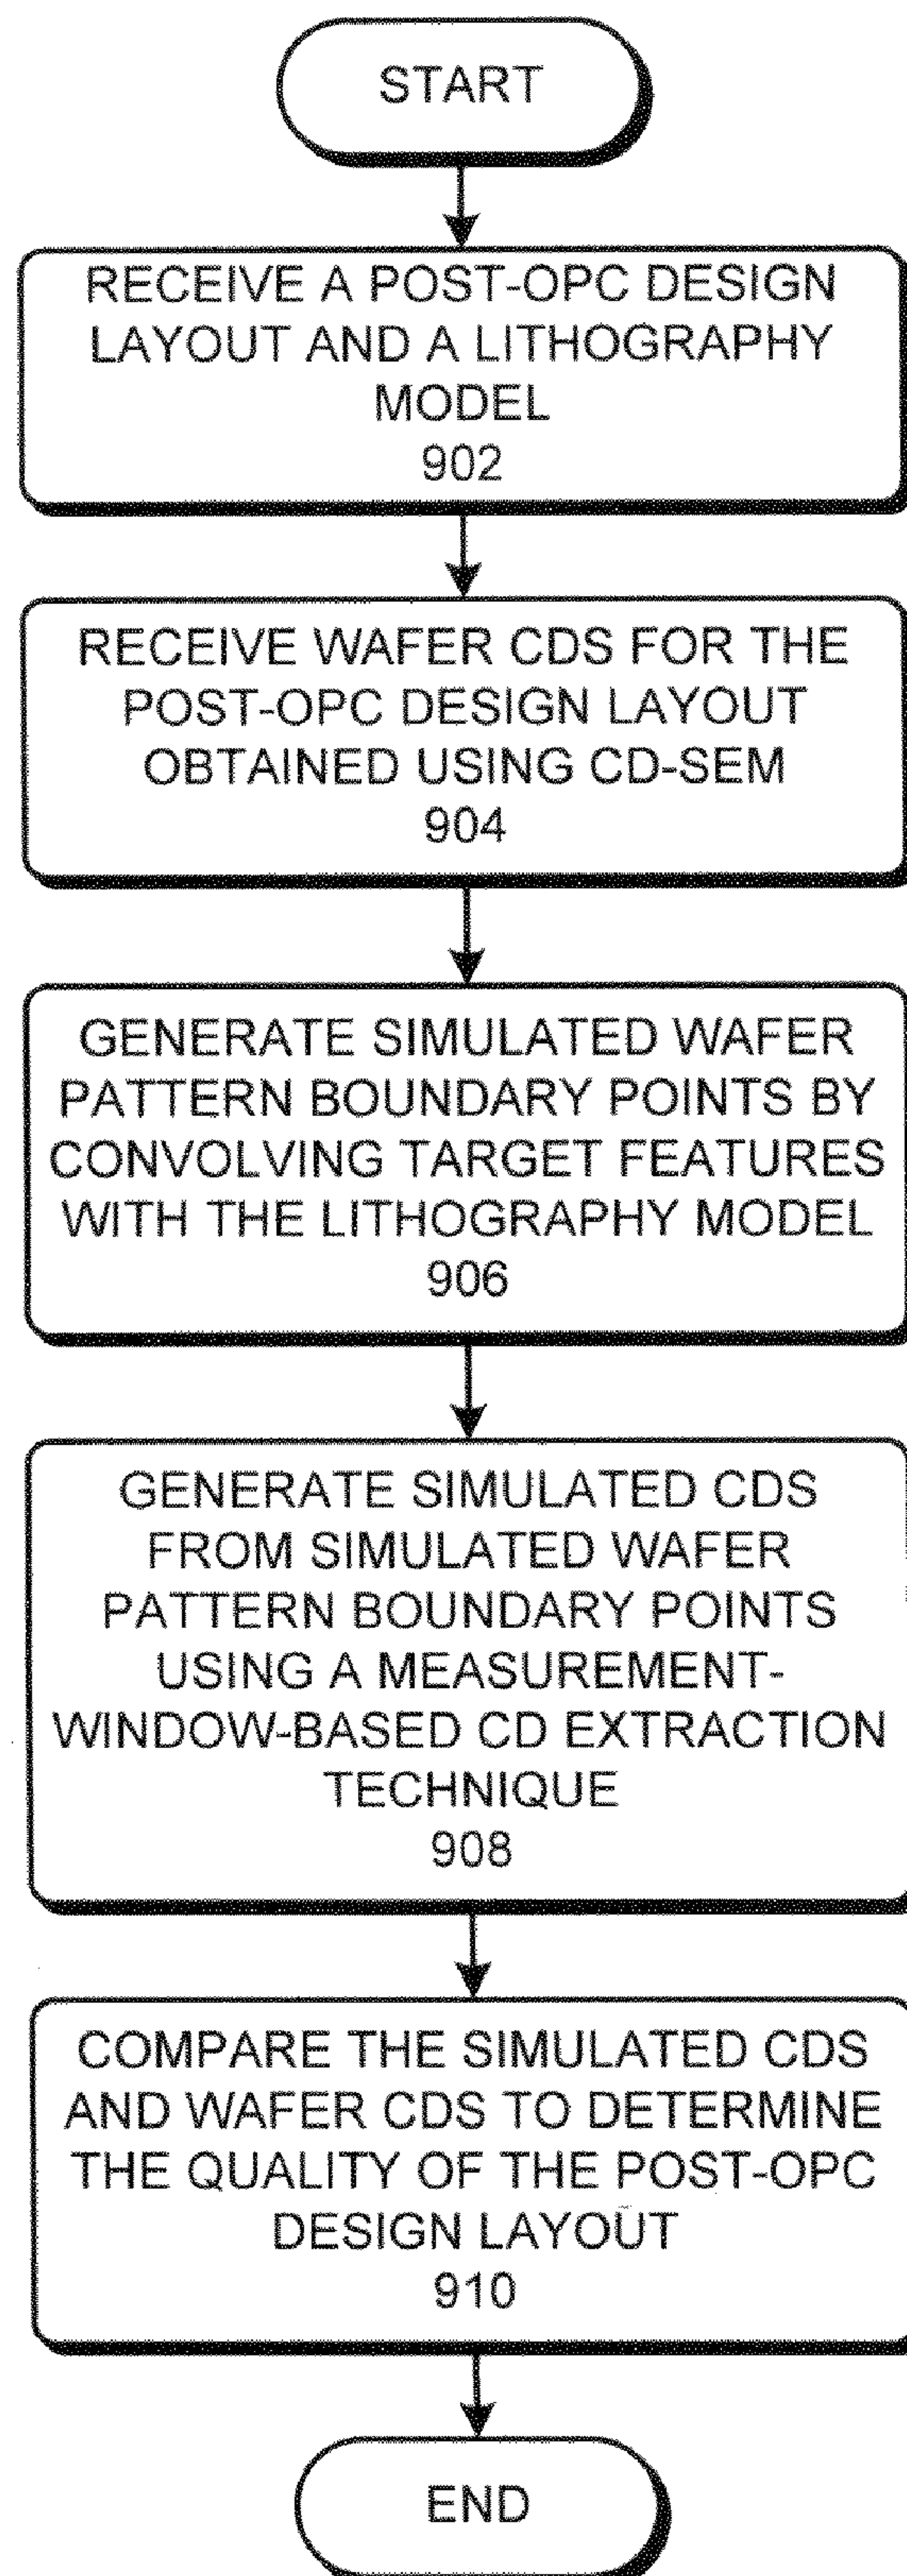 START
RECEIVE A POST-OPC DESIGN
LAYOUT AND A LITHOGRAPHY
MODEL
902
RECEIVE WAFER CDS FOR THE
POST-OPC DESIGN LAYOUT
OBTAINED USING CD-SEM
904
GENERATE SIMULATED WAFER
PATTERN BOUNDARY POINTS BY
CONVOLVING TARGET FEATURES
WITH THE LITHOGRAPHY MODEL
906
GENERATE SIMULATED CDS
FROM SIMULATED WAFER
PATTERN BOUNDARY POINTS
USING A MEASUREMENT-
WINDOW-BASED CD EXTRACTION
TECHNIQUE
908
COMPARE THE SIMULATED CDS
AND WAFER CDS TO DETERMINE
THE QUALITY OF THE POST-OPC
DESIGN LAYOUT
910
END